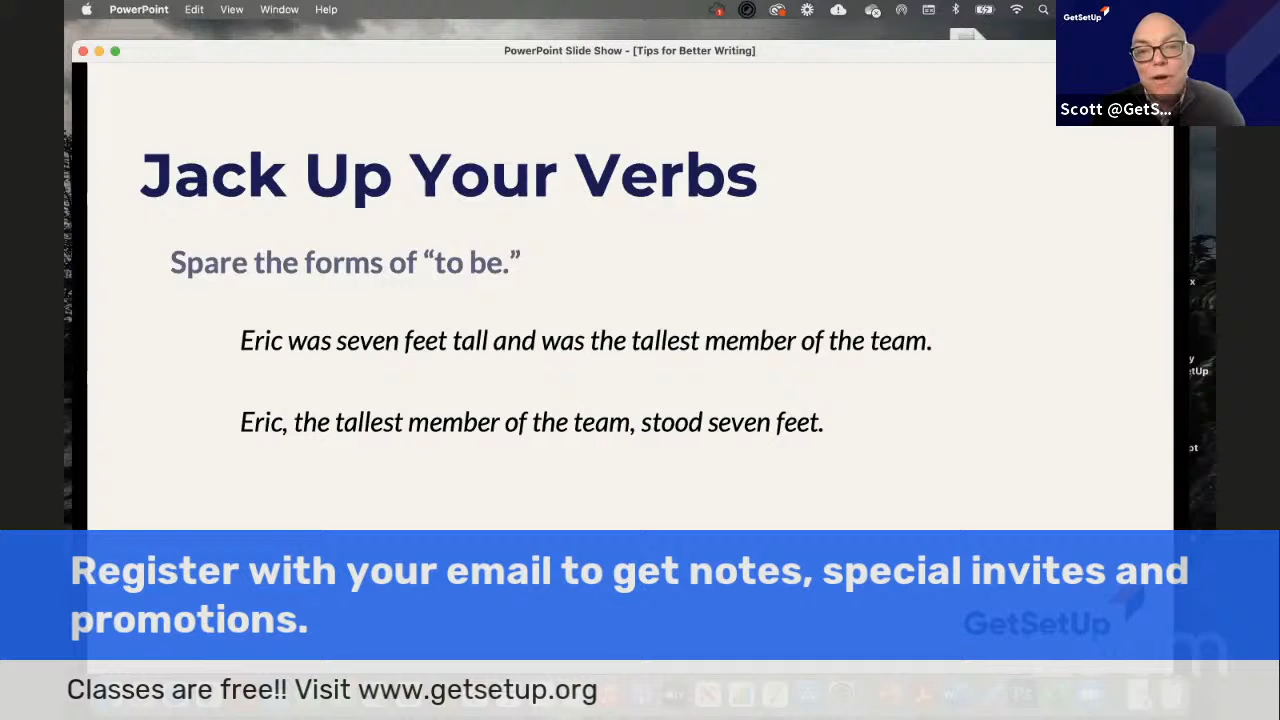 PowerPoint Edit View Window Help
PowerPoint Slide Show - [Tips for Better Writing]
GetSetUp
Scott @GetS...
Jack Up Your Verbs
Spare the forms of “to be.”
Eric was seven feet tall and was the tallest member of the team.
Eric, the tallest member of the team, stood seven feet.
Register with your email to get notes, special invites and
promotions.
GetSetUp
Classes are free!! Visit www.getsetup.org